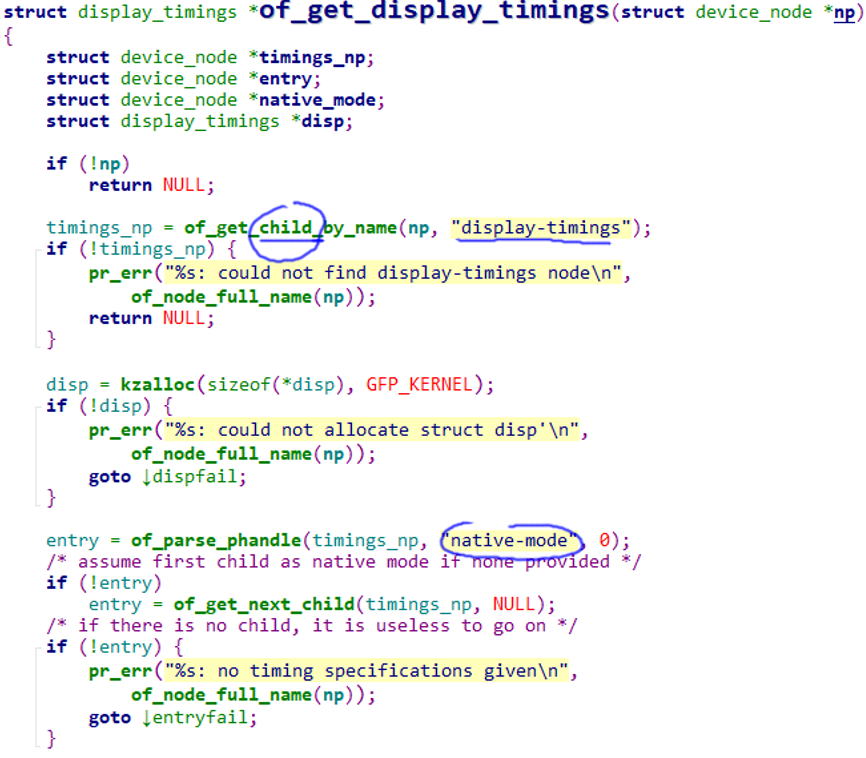 struct display_timings *of_get_display_timings(struct device_node *np)
{
    struct device_node *timings_np;
    struct device_node *entry;
    struct device_node *native_mode;
    struct display_timings *disp;
    if (!np)
        return NULL;
    timings_np = of_get_child_by_name(np, "display-timings");
    if (!timings_np) {
        pr_err("%s: could not find display-timings node\n",
            of_node_full_name(np));
        return NULL;
    }
    disp = kzalloc(sizeof(*disp), GFP_KERNEL);
    if (!disp) {
        pr_err("%s: could not allocate struct disp'\n",
            of_node_full_name(np));
        goto ↓dispfail;
    }
    entry = of_parse_phandle(timings_np, "native-mode", 0);
    /* assume first child as native mode if none provided */
    if (!entry)
        entry = of_get_next_child(timings_np, NULL);
    /* if there is no child, it is useless to go on */
    if (!entry) {
        pr_err("%s: no timing specifications given\n",
            of_node_full_name(np));
        goto ↓entryfail;
    }